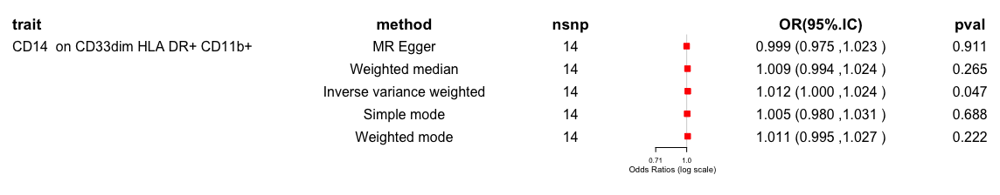 trait method nsnp OR(95%.IC) pval
CD14  on CD33dim HLA DR+ CD11b+ MR Egger 14 0.999 (0.975 ,1.023 ) 0.911
Weighted median 14 1.009 (0.994 ,1.024 ) 0.265
Inverse variance weighted 14 1.012 (1.000 ,1.024 ) 0.047
Simple mode 14 1.005 (0.980 ,1.031 ) 0.688
Weighted mode 14 1.011 (0.995 ,1.027 ) 0.222
0.71 1.0
Odds Ratios (log scale)